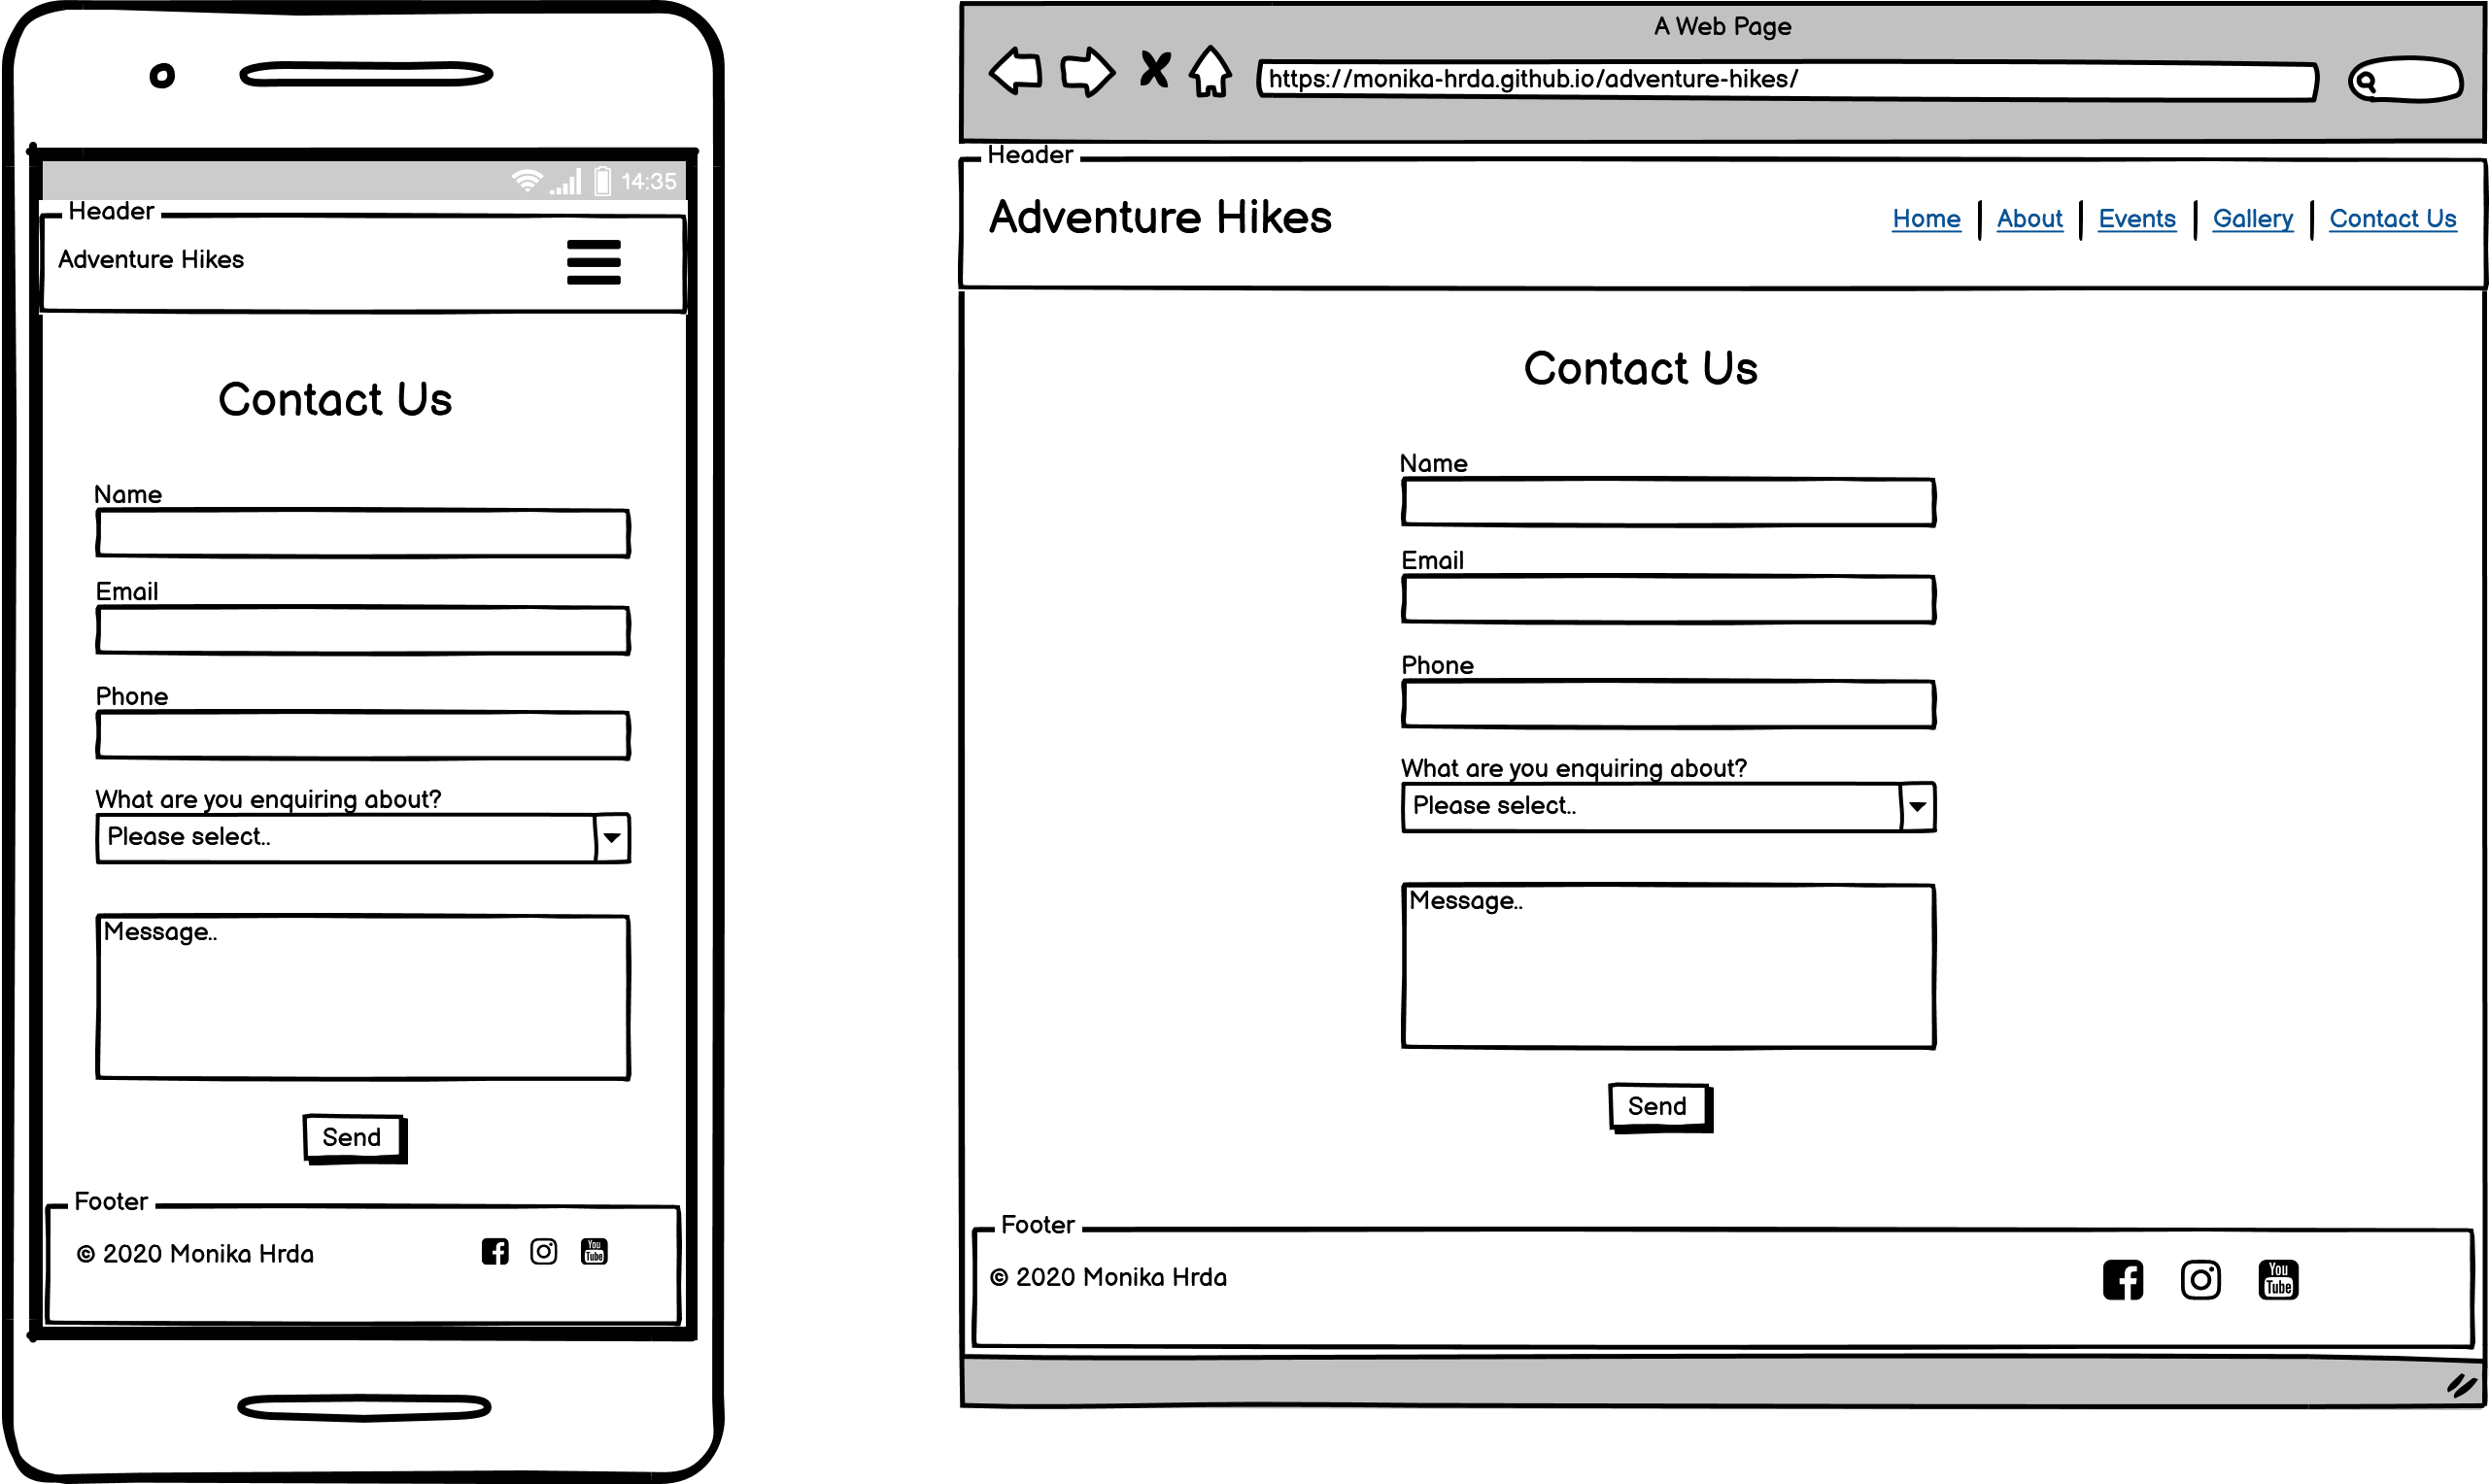 14:35
Header
Adventure Hikes
Contact Us
Name
Email
Phone
What are you enquiring about?
Please select..
Message..
Send
Footer
© 2020 Monika Hrda
You
Tube
A Web Page
https://monika-hrda.github.io/adventure-hikes/
Header
Adventure Hikes
Home | About | Events | Gallery | Contact Us
Contact Us
Name
Email
Phone
What are you enquiring about?
Please select..
Message..
Send
Footer
© 2020 Monika Hrda
You
Tube